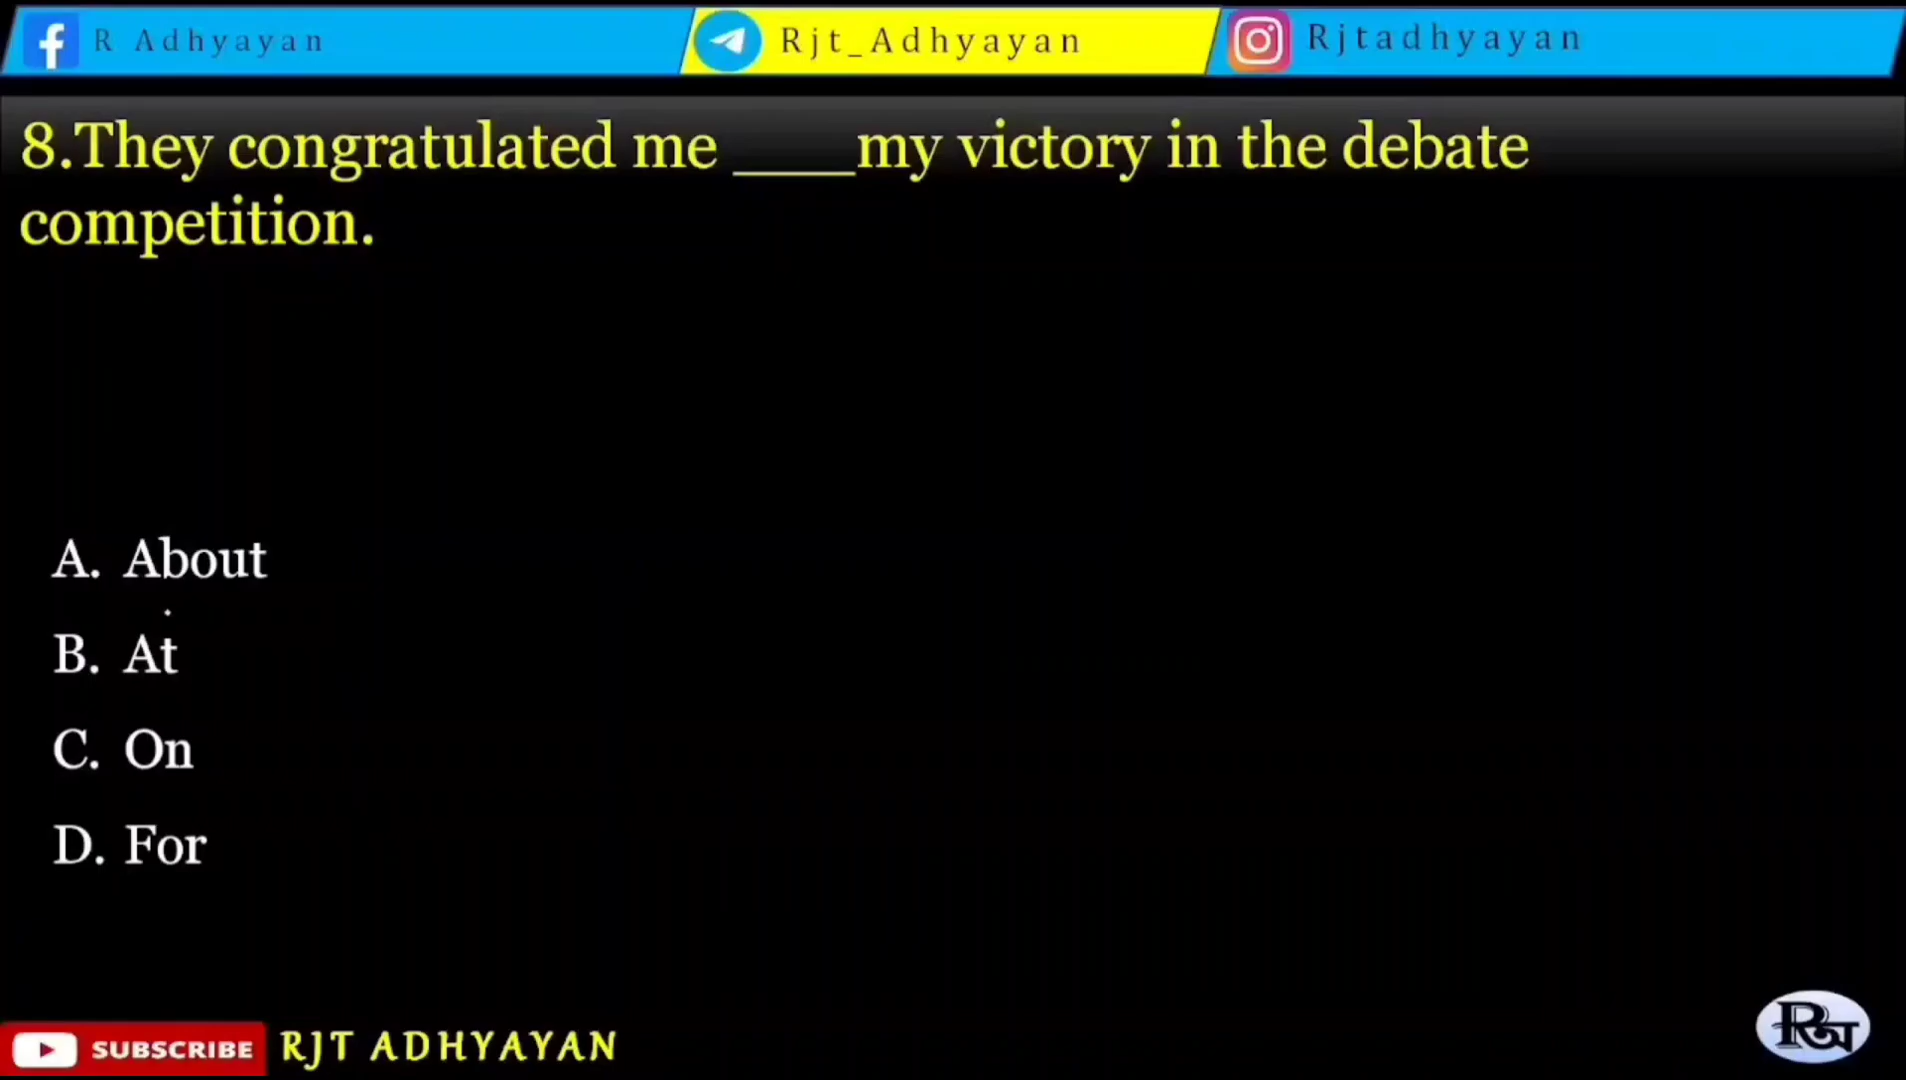 R Adhyayan
Rjt_Adhyayan
Rjtadhyayan
8.They congratulated me ____my victory in the debate
competition.
A. About
B. At
C. On
D. For
SUBSCRIBE
RJT ADHYAYAN